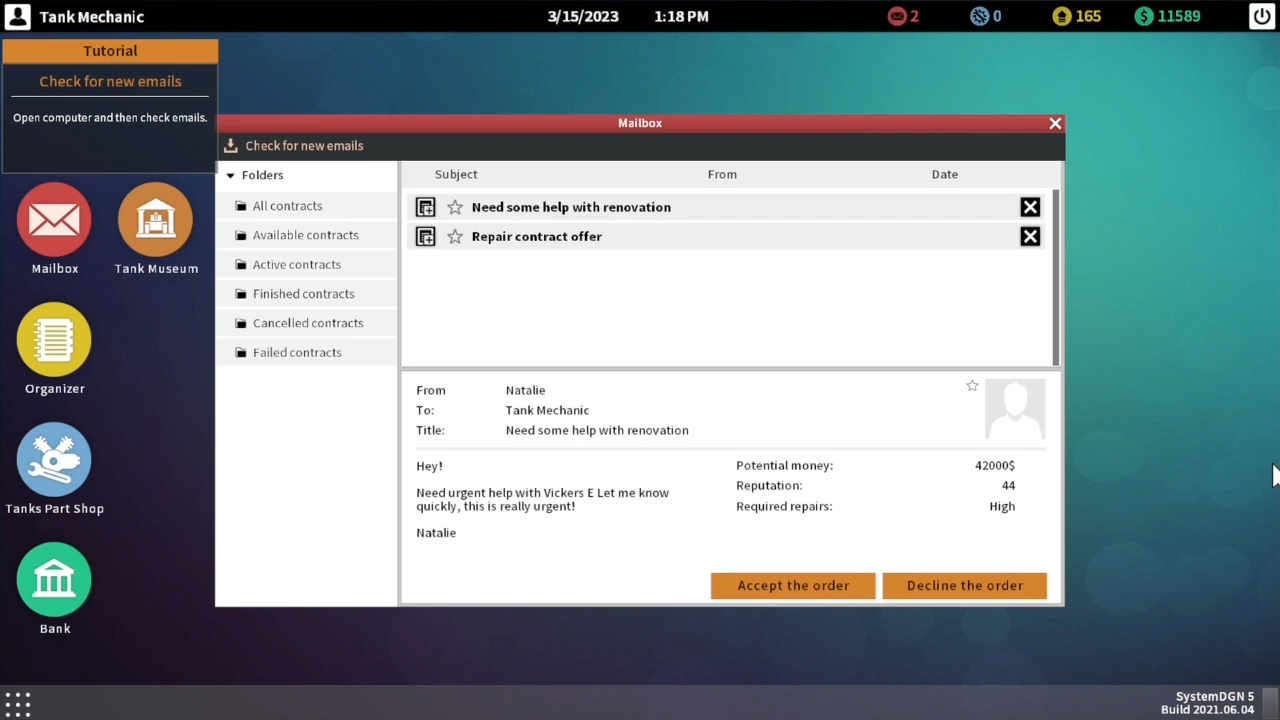 Tank Mechanic
3/15/2023
1:18 PM
2
0
165
11589
Tutorial
Check for new emails
Open computer and then check emails.
Mailbox
Tank Museum
Organizer
Tanks Part Shop
Bank
Mailbox
Check for new emails
Folders
All contracts
Available contracts
Active contracts
Finished contracts
Cancelled contracts
Failed contracts
Subject From Date
Need some help with renovation
Repair contract offer
From Natalie
To: Tank Mechanic
Title: Need some help with renovation
Hey!
Need urgent help with Vickers E Let me know
quickly, this is really urgent!
Natalie
Potential money: 42000$
Reputation: 44
Required repairs: High
Accept the order
Decline the order
SystemDGN 5
Build 2021.06.04